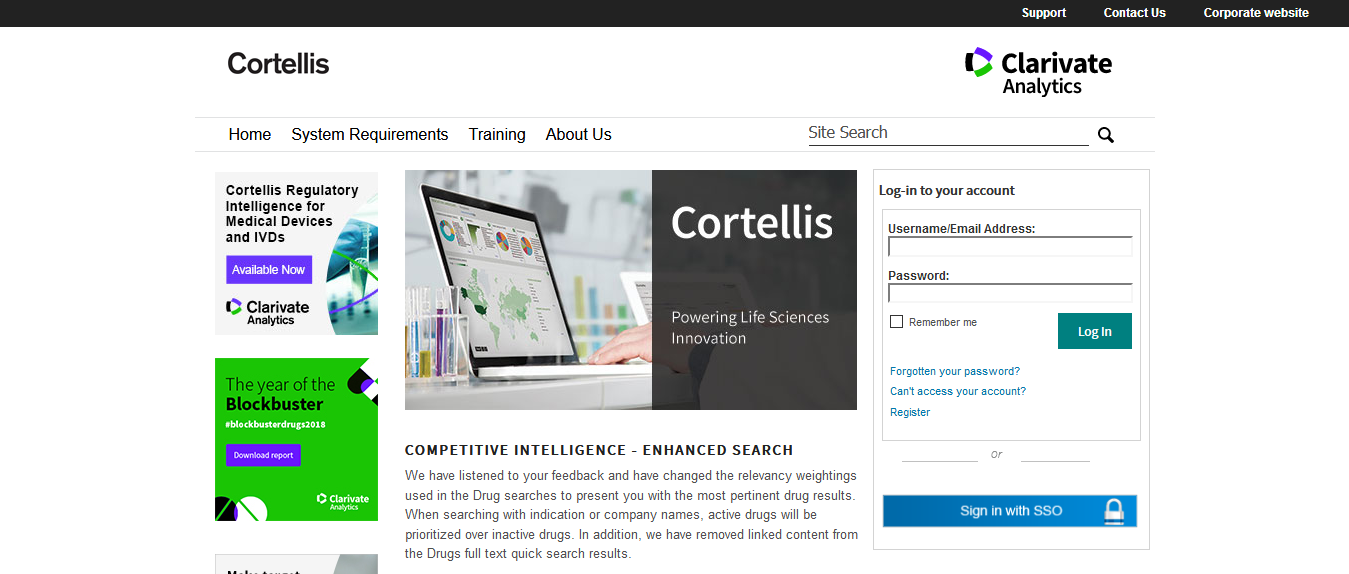 Support Contact Us Corporate website
Cortellis
Clarivate
Analytics
Home System Requirements Training About Us
Site Search
Cortellis Regulatory
Intelligence for
Medical Devices
and IVDs
Available Now
Clarivate
Analytics
The year of the
Blockbuster
#blockbusterdrugs2018
Download report
Clarivate
Analytics
Cortellis
Powering Life Sciences
Innovation
COMPETITIVE INTELLIGENCE - ENHANCED SEARCH
We have listened to your feedback and have changed the relevancy weightings
used in the Drug searches to present you with the most pertinent drug results.
When searching with indication or company names, active drugs will be
prioritized over inactive drugs. In addition, we have removed linked content from
the Drugs full text quick search results.
Log-in to your account
Username/Email Address:
Password:
Remember me
Log In
Forgotten your password?
Can't access your account?
Register
or
Sign in with SSO